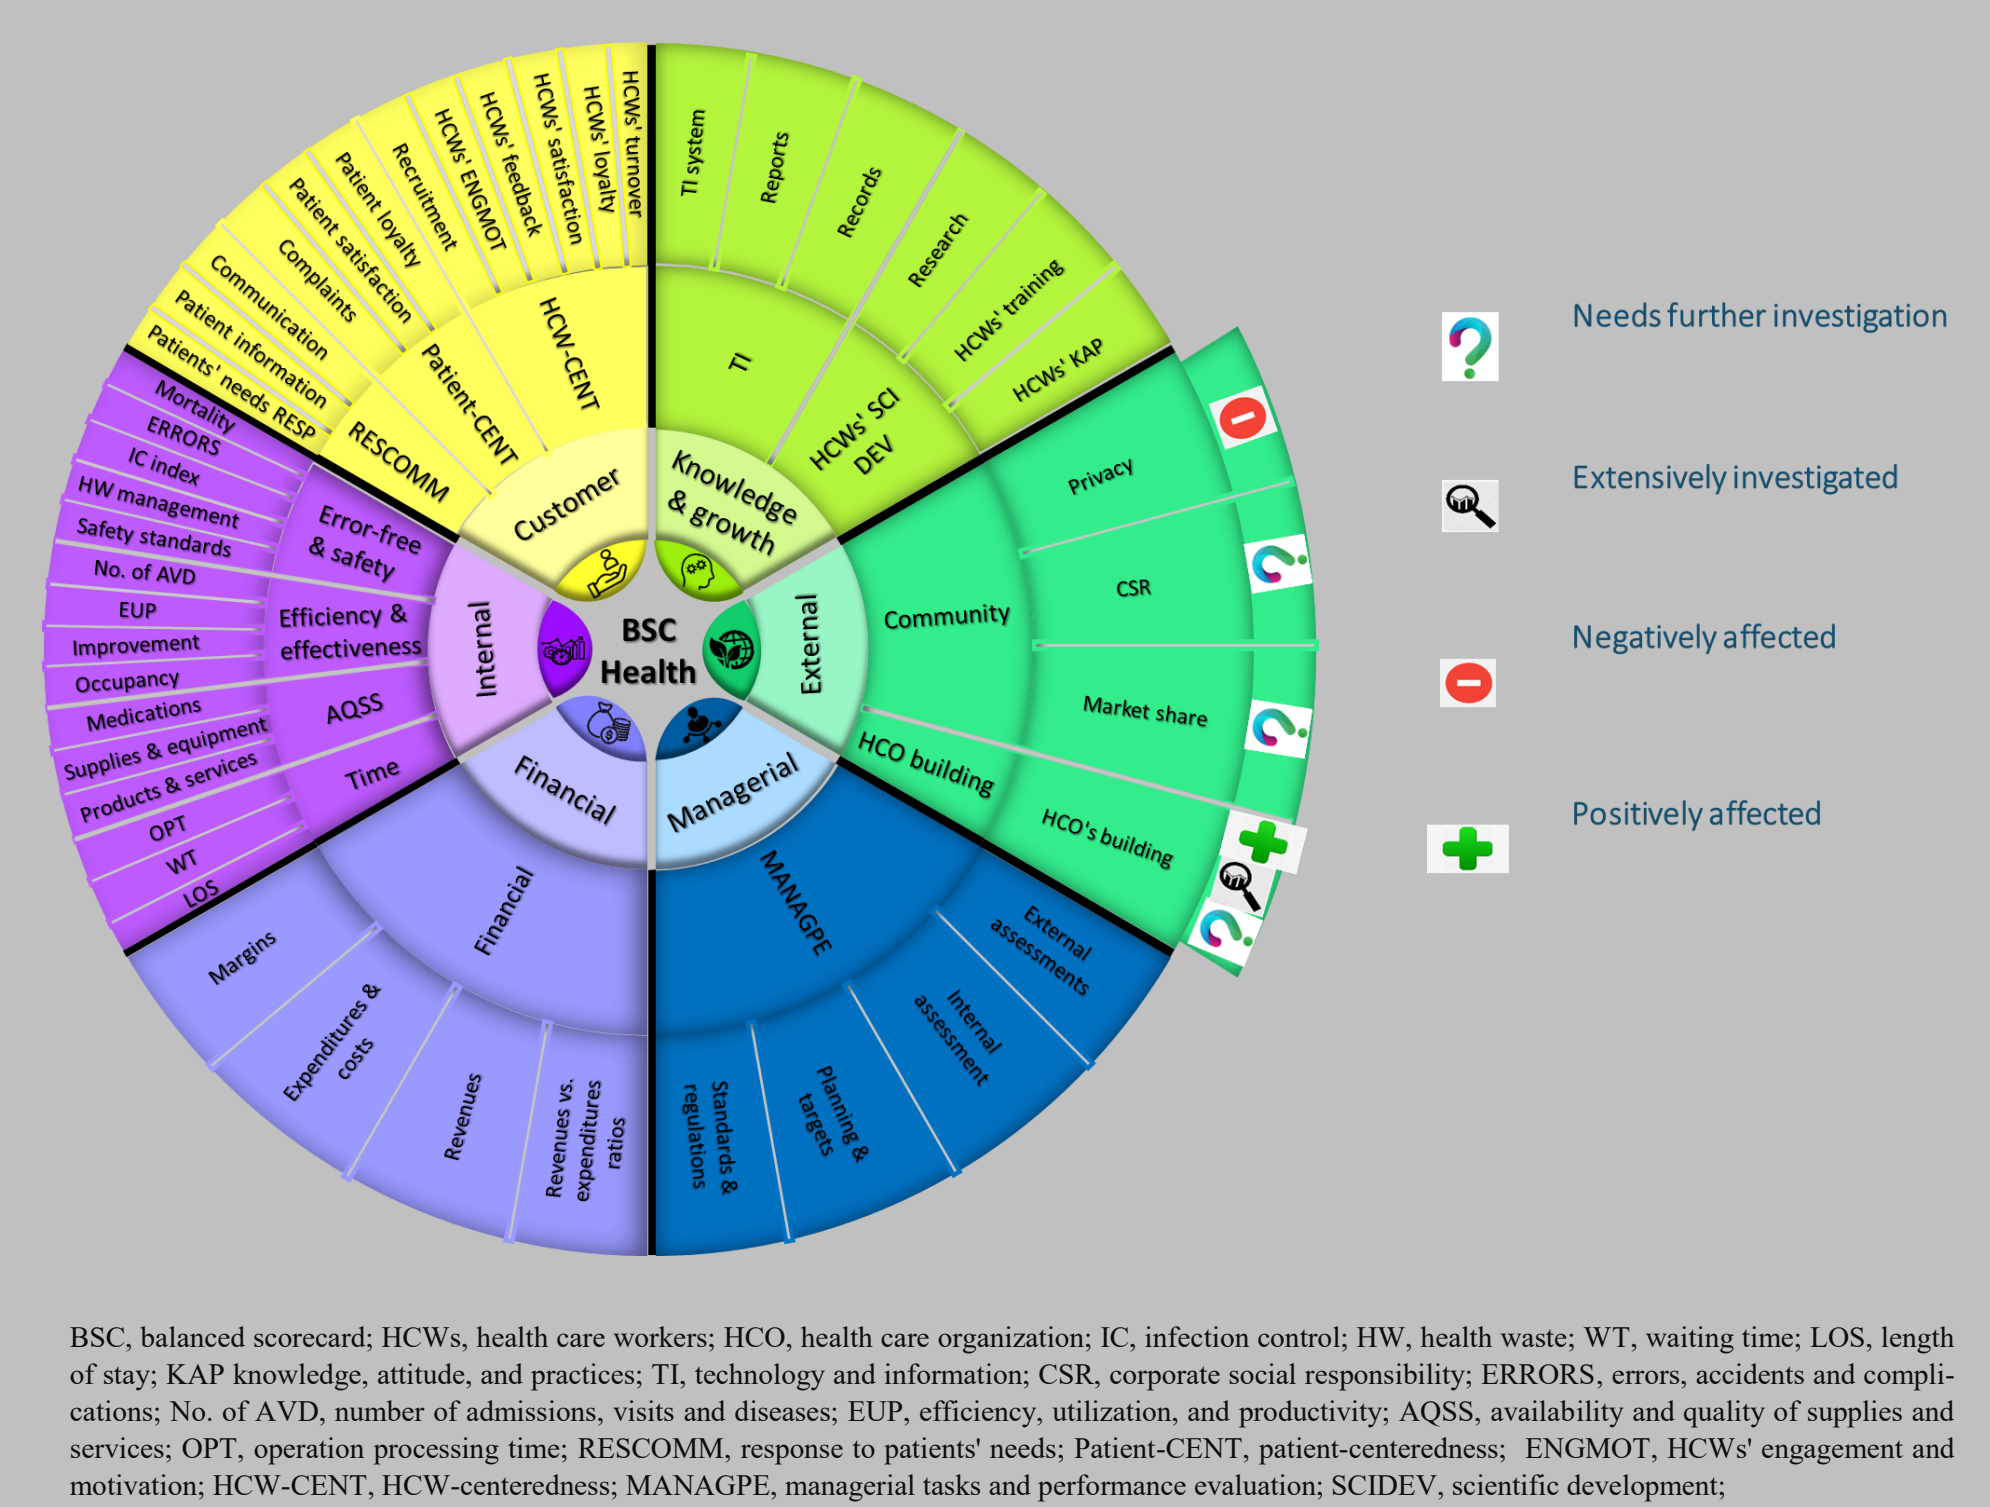 BSC
Health
Customer
Knowledge
& growth
External
Managerial
Financial
Internal
RESCOMM
Patient-CENT
HCW-CENT
Patients' needs RESP
Patient information
Communication
Complaints
Patient satisfaction
Patient loyalty
Recruitment
HCWs' ENGMOT
HCWs' feedback
HCWs' satisfaction
HCWs' loyalty
HCWs' turnover
TI
HCWs' SCI
DEV
TI system
Reports
Records
Research
HCWs' training
HCWs' KAP
Community
HCO building
Privacy
CSR
Market share
HCO's building
MANAGPE
External
assessments
Internal
assessment
Planning &
targets
Standards &
regulations
Financial
Revenues vs.
expenditures
ratios
Revenues
Expenditures &
costs
Margins
Error-free
& safety
Efficiency &
effectiveness
AQSS
Time
Mortality
ERRORS
IC index
HW management
Safety standards
No. of AVD
EUP
Improvement
Occupancy
Medications
Supplies & equipment
Products & services
OPT
WT
LOS
Needs further investigation
Extensively investigated
Negatively affected
Positively affected
BSC, balanced scorecard; HCWs, health care workers; HCO, health care organization; IC, infection control; HW, health waste; WT, waiting time; LOS, length
of stay; KAP knowledge, attitude, and practices; TI, technology and information; CSR, corporate social responsibility; ERRORS, errors, accidents and compli-
cations; No. of AVD, number of admissions, visits and diseases; EUP, efficiency, utilization, and productivity; AQSS, availability and quality of supplies and
services; OPT, operation processing time; RESCOMM, response to patients' needs; Patient-CENT, patient-centeredness; ENGMOT, HCWs' engagement and
motivation; HCW-CENT, HCW-centeredness; MANAGPE, managerial tasks and performance evaluation; SCIDEV, scientific development;